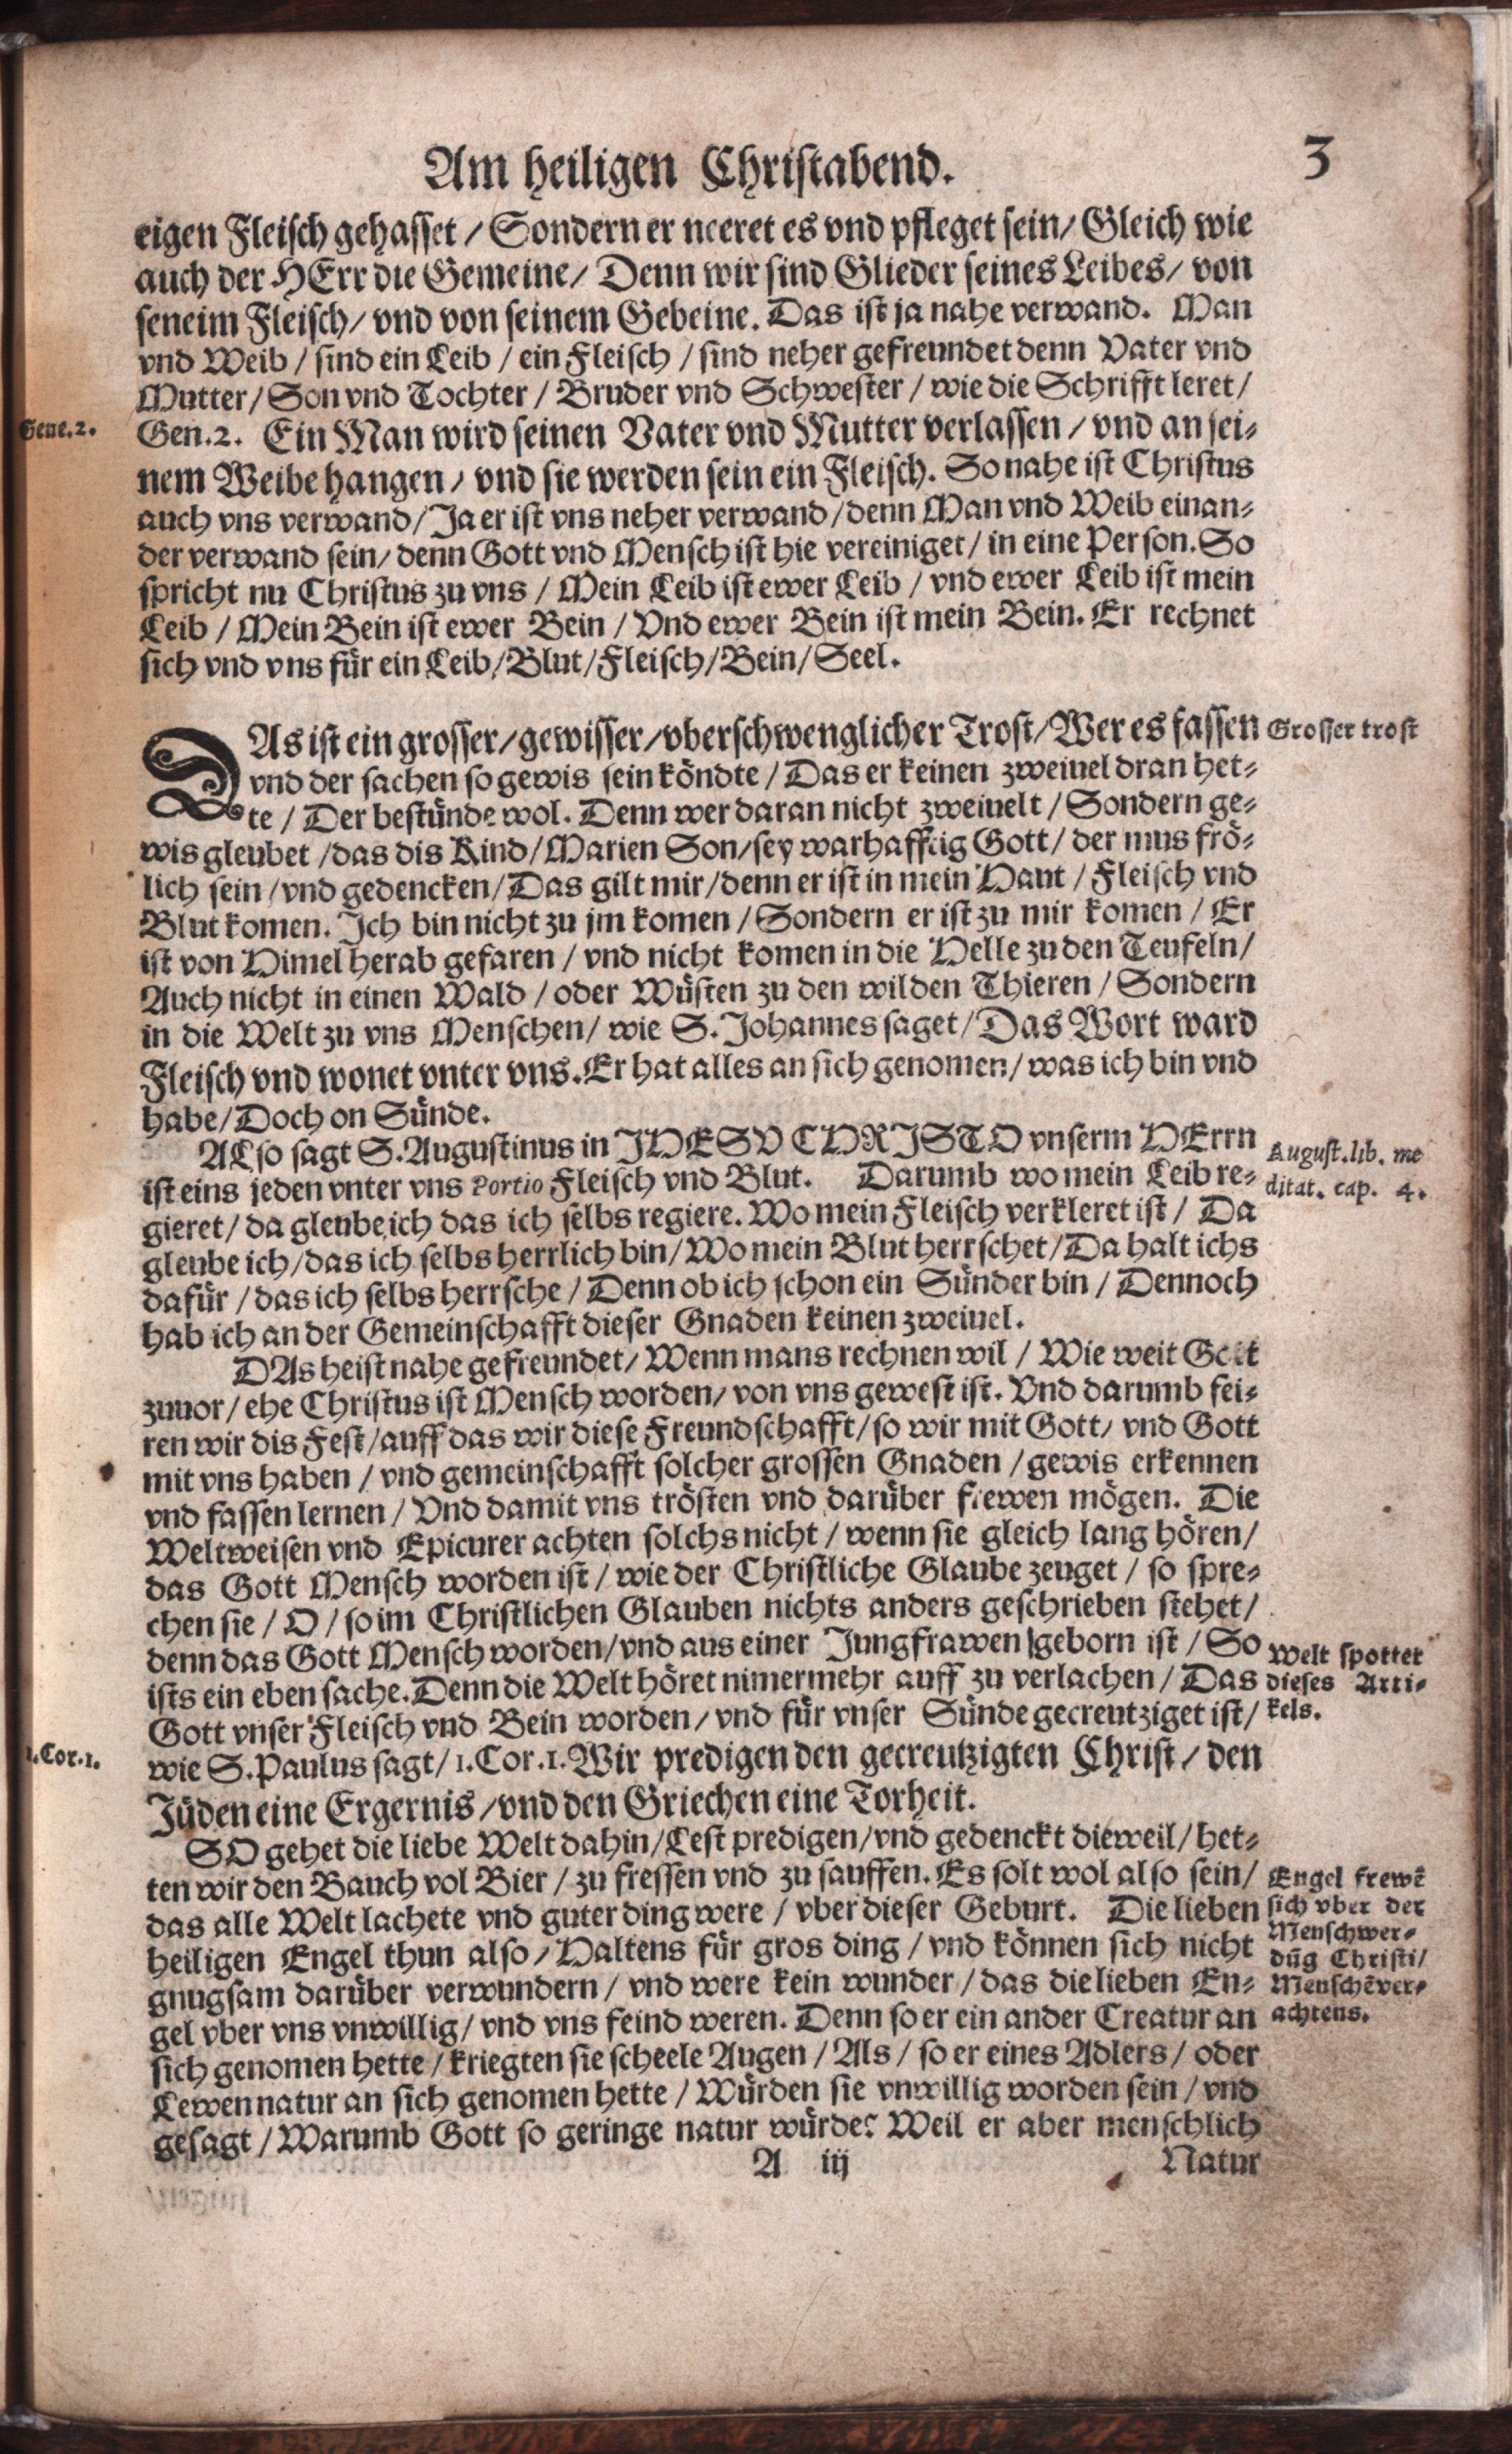 Am heiligen Christabend.
3
eigen Fleisch gehasset / Sondern er neeret es vnd pfleget sein / Gleich wie
auch der HErr die Gemeine / Denn wir sind Glieder seines Leibes / von
seneim Fleisch / vnd von seinem Gebeine. Das ist ja nahe verwand. Man
vnd Weib / sind ein Leib / ein Fleisch / sind neher gefreundet denn Vater vnd
Mutter / Son vnd Tochter / Bruder vnd Schwester / wie die Schrifft leret /
Gene.2.
Gen.2. Ein Man wird seinen Vater vnd Mutter verlassen / vnd an sei-
nem Weibe hangen / vnd sie werden sein ein Fleisch. So nahe ist Christus
auch vns verwand / Ja er ist vns neher verwand / denn Man vnd Weib einan-
der verwand sein / denn Gott vnd Mensch ist hie vereiniget / in eine Person. So
spricht nu Christus zu vns / Mein Leib ist ewer Leib / vnd ewer Leib ist mein
Leib / Mein Bein ist ewer Bein / Vnd ewer Bein ist mein Bein. Er rechnet
sich vnd vns für ein Leib / Blut / Fleisch / Bein / Seel.
DAs ist ein grosser / gewisser / vberschwenglicher Trost / Wer es fassen
Grosser trost
vnd der sachen so gewis sein köndte / Das er keinen zweiuel dran het-
te / Der bestünde wol. Denn wer daran nicht zweiuelt / Sondern ge-
wis gleubet / das dis Kind / Marien Son / sey warhafftig Gott / der mus frö-
lich sein / vnd gedencken / Das gilt mir / denn er ist in mein Haut / Fleisch vnd
Blut komen. Ich bin nicht zu jm komen / Sondern er ist zu mir komen / Er
ist von Himel herab gefaren / vnd nicht komen in die Helle zu den Teufeln /
Auch nicht in einen Wald / oder Wüsten zu den wilden Thieren / Sondern
in die Welt zu vns Menschen / wie S. Johannes saget / Das Wort ward
Fleisch vnd wonet vnter vns. Er hat alles an sich genomen / was ich bin vnd
habe / Doch on Sünde.
ALso sagt S. Augustinus in JHESV CHRISTO vnserm HErrn
August. lib. me
ist eins jeden vnter vns Portio Fleisch vnd Blut. Darumb wo mein Leib re-
ditat. cap. 4.
gieret / da gleube ich das ich selbs regiere. Wo mein Fleisch verkleret ist / Da
gleube ich / das ich selbs herrlich bin / Wo mein Blut herrschet / Da halt ichs
dafür / das ich selbs herrsche / Denn ob ich schon ein Sünder bin / Dennoch
hab ich an der Gemeinschafft dieser Gnaden keinen zweiuel.
DAs heist nahe gefreundet / Wenn mans rechnen wil / Wie weit Gott
zuuor / ehe Christus ist Mensch worden / von vns gewest ist. Vnd darumb fei-
ren wir dis Fest / auff das wir diese Freundschafft / so wir mit Gott / vnd Gott
mit vns haben / vnd gemeinschafft solcher grossen Gnaden / gewis erkennen
vnd fassen lernen / Vnd damit vns trösten vnd darüber frewen mögen. Die
Weltweisen vnd Epicurer achten solchs nicht / wenn sie gleich lang hören /
das Gott Mensch worden ist / wie der Christliche Glaube zeuget / so spre-
chen sie / O / so im Christlichen Glauben nichts anders geschrieben stehet /
denn das Gott Mensch worden / vnd aus einer Jungfrawen geborn ist / So
Welt spottet
ists ein eben sache. Denn die Welt höret nimermehr auff zu verlachen / Das
dieses Arti-
Gott vnser Fleisch vnd Bein worden / vnd für vnser Sünde gecreutziget ist /
kels.
1.Cor.1.
wie S. Paulus sagt / 1.Cor.1. Wir predigen den gecreutzigten Christ / den
Jüden eine Ergernis / vnd den Griechen eine Torheit.
SO gehet die liebe Welt dahin / Lest predigen / vnd gedenckt dieweil / het-
ten wir den Bauch vol Bier / zu fressen vnd zu sauffen. Es solt wol also sein /
Engel frewẽ
das alle Welt lachete vnd guter ding were / vber dieser Geburt. Die lieben
sich vber der
heiligen Engel thun also / Haltens für gros ding / vnd können sich nicht
Menschwer-
gnugsam darüber verwundern / vnd were kein wunder / das die lieben En-
dũg Christi /
Menschẽver-
gel vber vns vnwillig / vnd vns feind weren. Denn so er ein ander Creatur an
achtens.
sich genomen hette / kriegten sie scheele Augen / Als / so er eines Adlers / oder
Lewen natur an sich genomen hette / Würden sie vnwillig worden sein / vnd
gesagt / Warumb Gott so geringe natur würde? Weil er aber menschlich
A iij
Natur